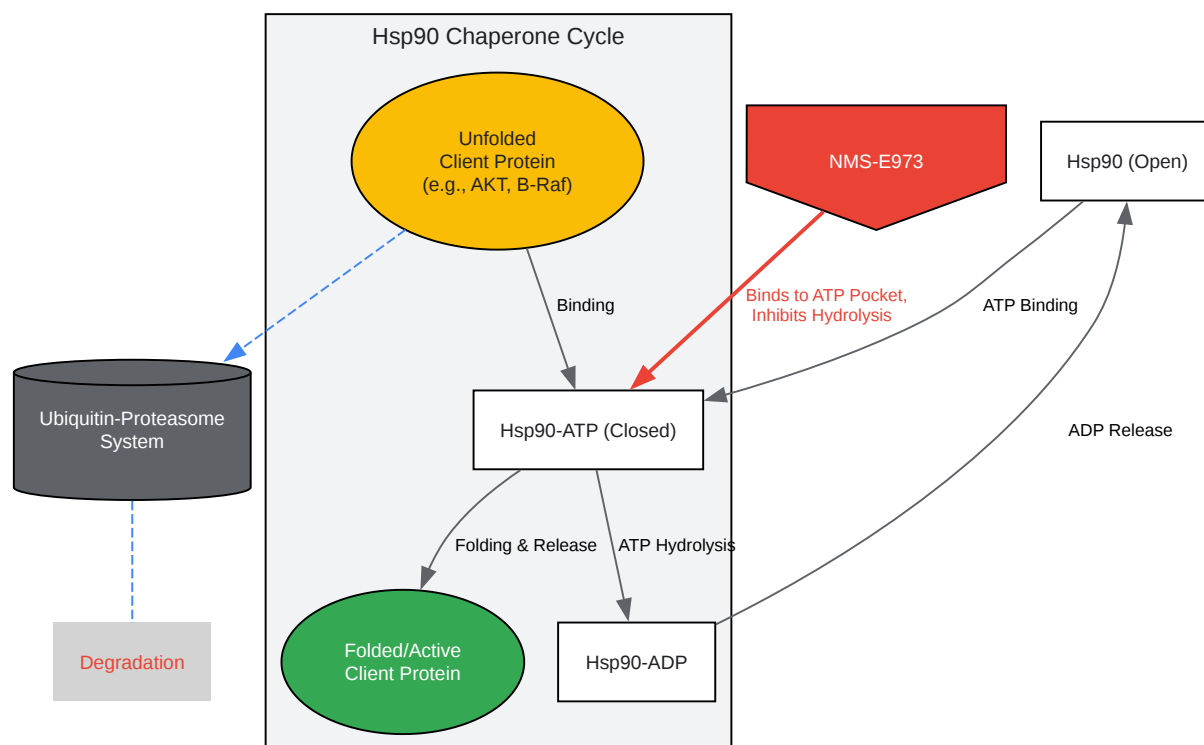 Hsp90 Chaperone Cycle
Unfolded
Client Protein
(e.g., AKT, B-Raf)
NMS-E973
Hsp90 (Open)
Binding
Binds to ATP Pocket,
Inhibits Hydrolysis
ATP Binding
Ubiquitin-Proteasome
System
Hsp90-ATP (Closed)
ADP Release
Folding & Release
ATP Hydrolysis
Degradation
Folded/Active
Client Protein
Hsp90-ADP